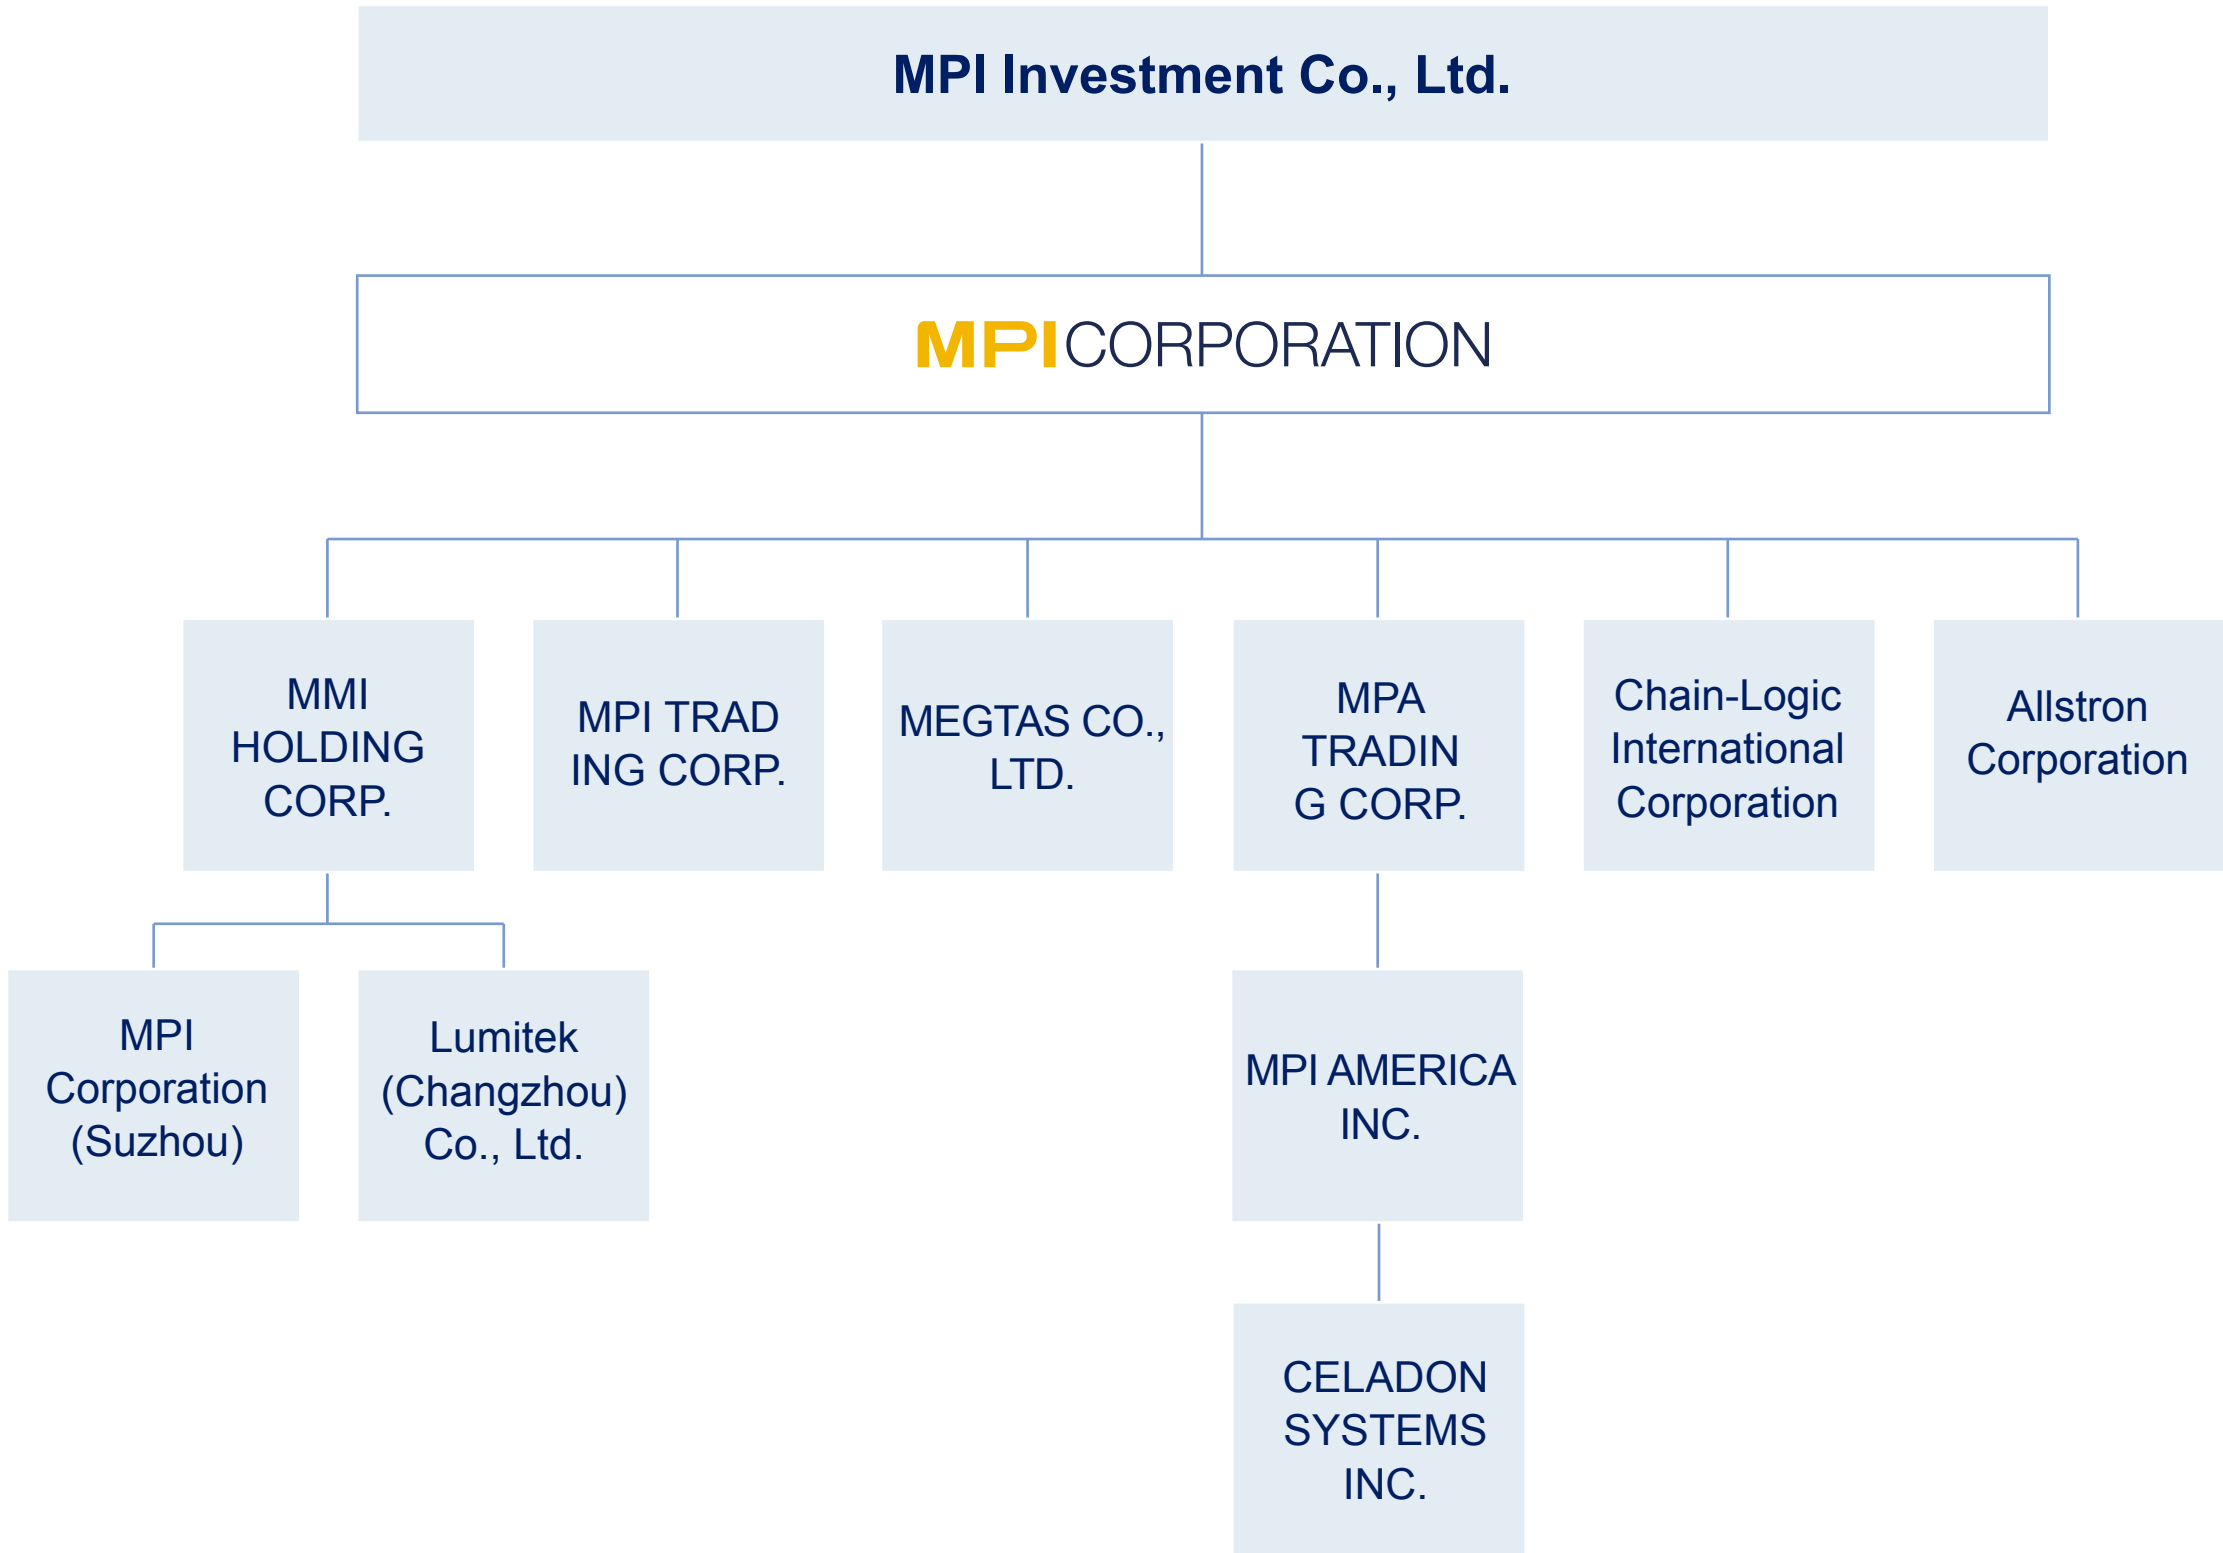 MPI Investment Co., Ltd.
MPI CORPORATION
MMI
HOLDING
CORP.
MPI TRAD
ING CORP.
MEGTAS CO.,
LTD.
MPA
TRADIN
G CORP.
Chain-Logic
International
Corporation
Allstron
Corporation
MPI
Corporation
(Suzhou)
Lumitek
(Changzhou)
Co., Ltd.
MPI AMERICA
INC.
CELADON
SYSTEMS
INC.